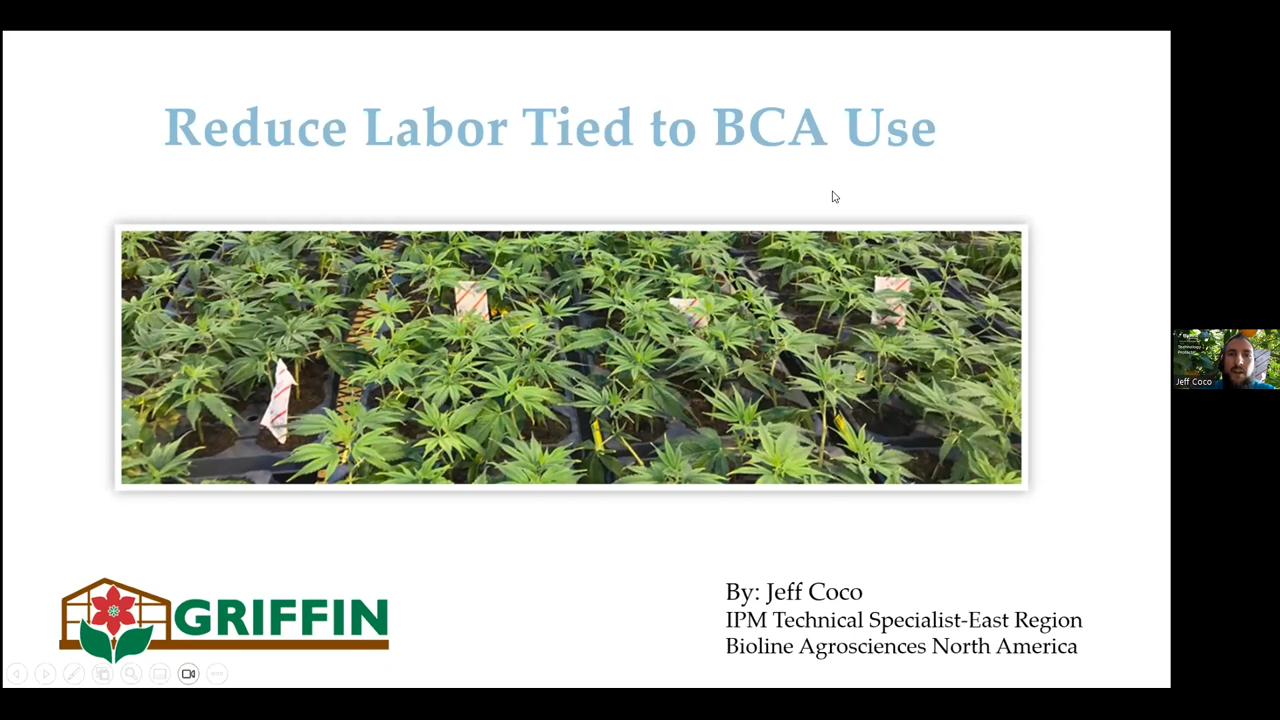 Reduce Labor Tied to BCA Use
GRIFFIN
By: Jeff Coco
IPM Technical Specialist-East Region
Bioline Agrosciences North America
Jeff Coco